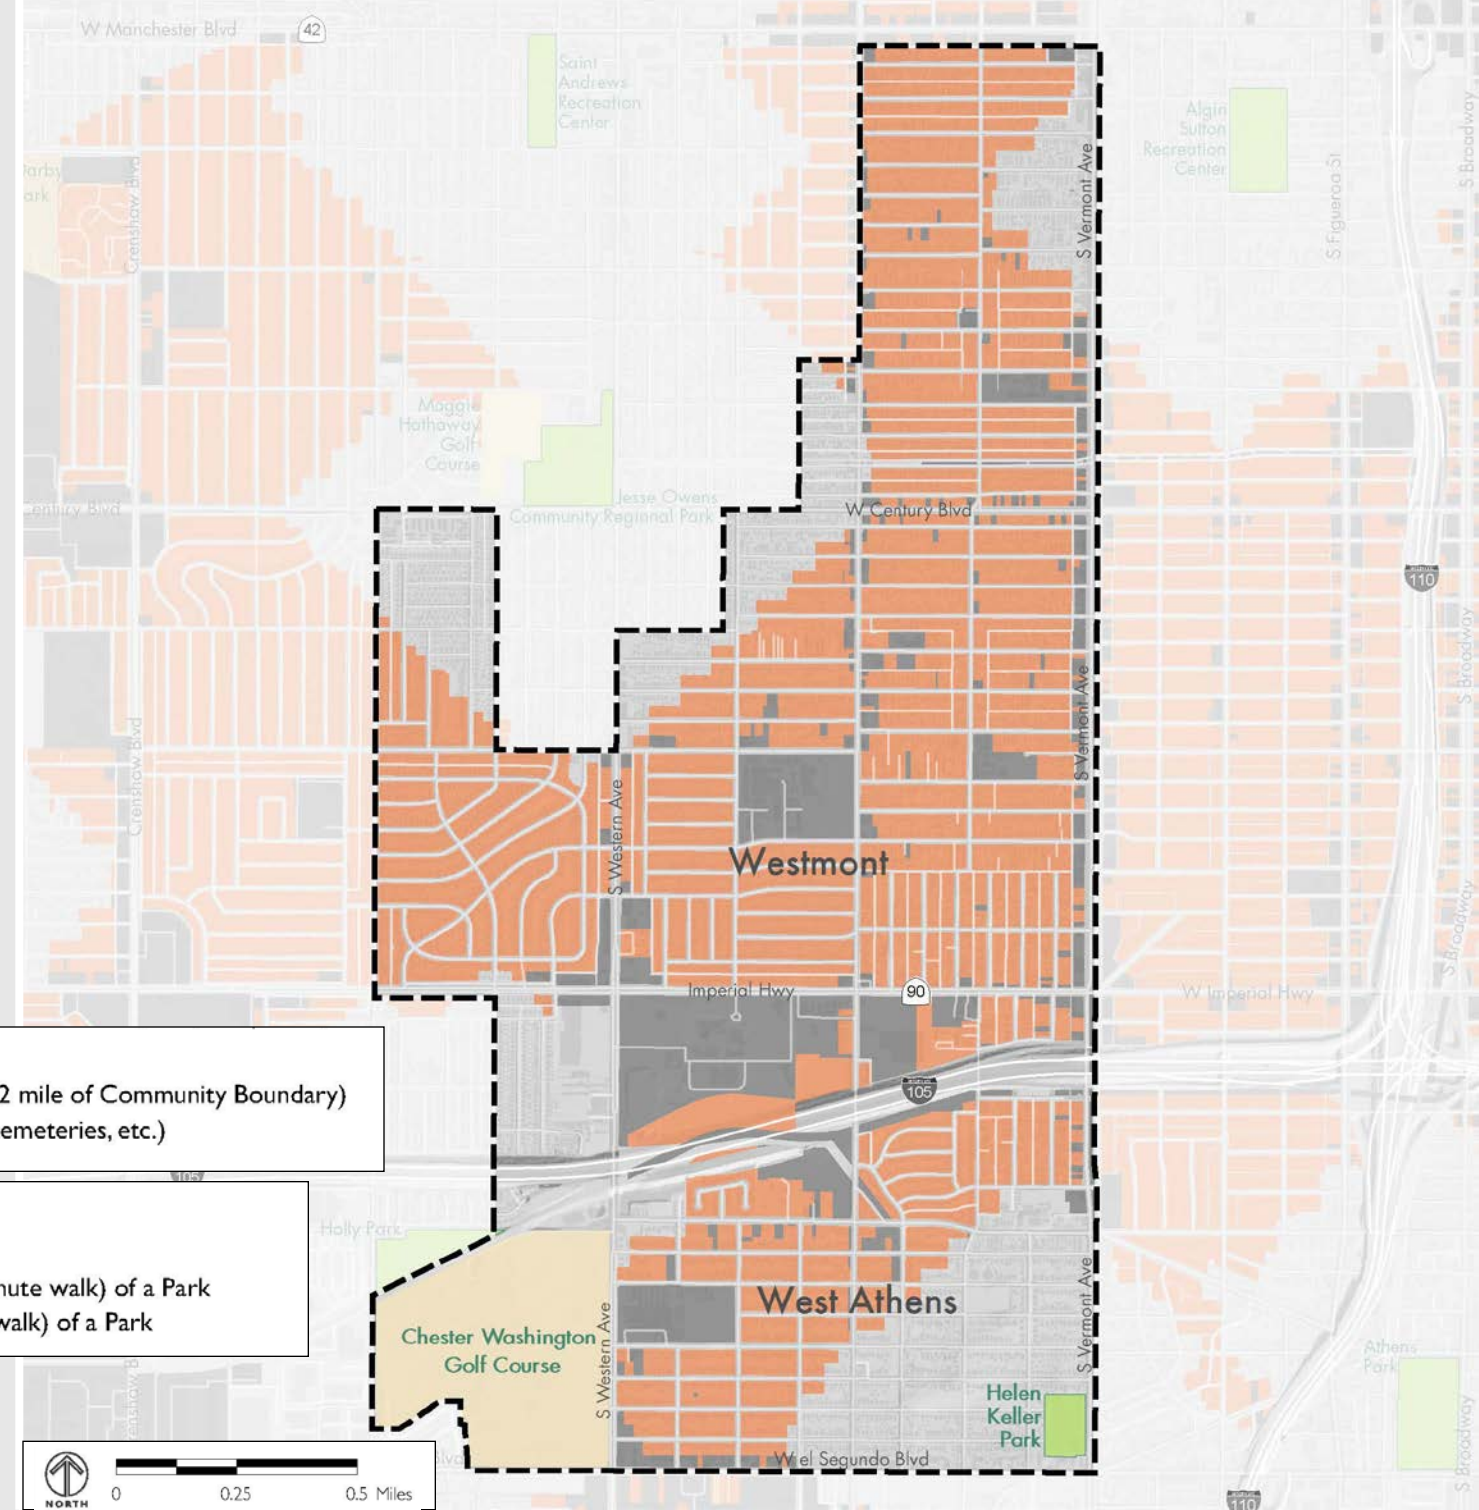 W Manchester Blvd
42
Saint
Andrews
Recreation
Center
Algin
Sutton
Recreation
Center
S Broadway
S Figueroa St
S Vermont Ave
Crenshaw Blvd
Maggie
Hathaway
Golf
Course
Jesse Owens
Community Regional Park
W Century Blvd
110
S Broadway
S Vermont Ave
Crenshaw Blvd
S Western Ave
Westmont
S Broadway
Imperial Hwy
90
W Imperial Hwy
2 mile of Community Boundary)
emeteries, etc.)
105
105
Holly Park
nute walk) of a Park
walk) of a Park
West Athens
S Vermont Ave
Chester Washington
Golf Course
S Western Ave
Athens
Park
Helen
Keller
Park
S Broadway
W el Segundo Blvd
NORTH
0 0.25 0.5 Miles
110